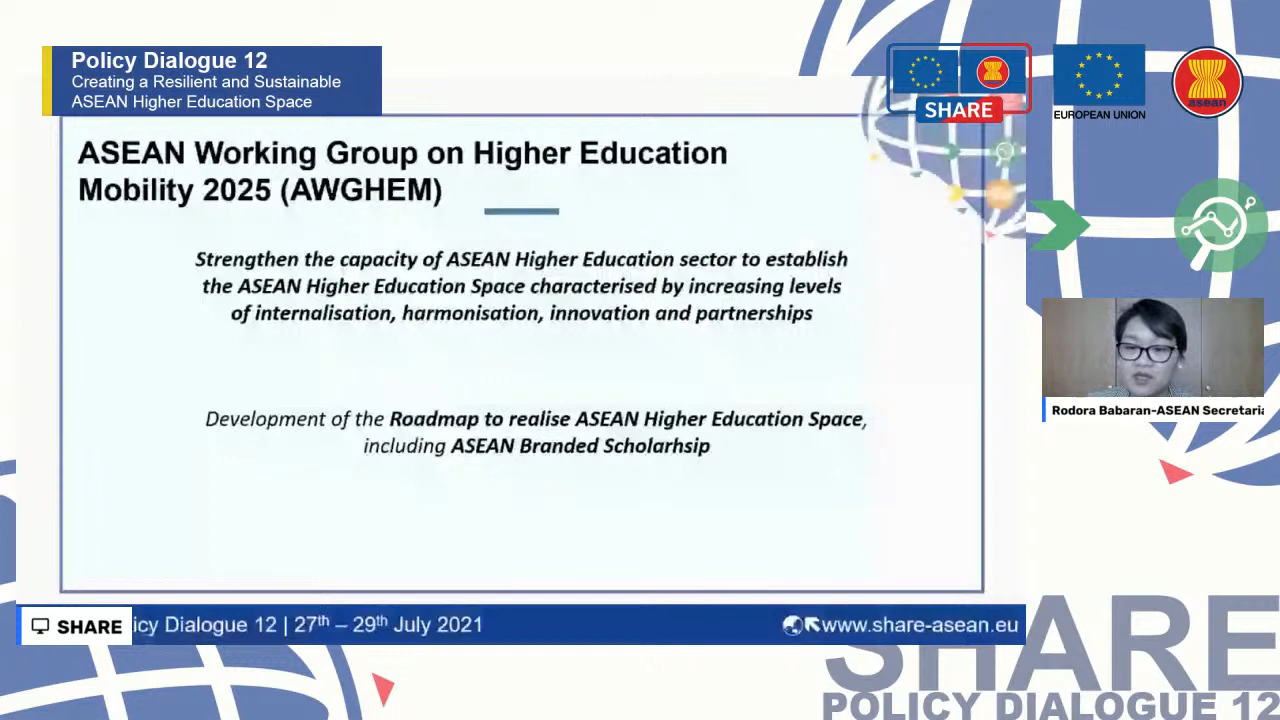 Policy Dialogue 12
Creating a Resilient and Sustainable
ASEAN Higher Education Space
SHARE
EUROPEAN UNION
asean
ASEAN Working Group on Higher Education
Mobility 2025 (AWGHEM)
Strengthen the capacity of ASEAN Higher Education sector to establish
the ASEAN Higher Education Space characterised by increasing levels
of internalisation, harmonisation, innovation and partnerships
Development of the Roadmap to realise ASEAN Higher Education Space,
including ASEAN Branded Scholarhsip
Rodora Babaran-ASEAN Secretaria
SHARE
icy Dialogue 12 | 27th – 29th July 2021
www.share-asean.eu
SHARE
POLICY DIALOGUE 12